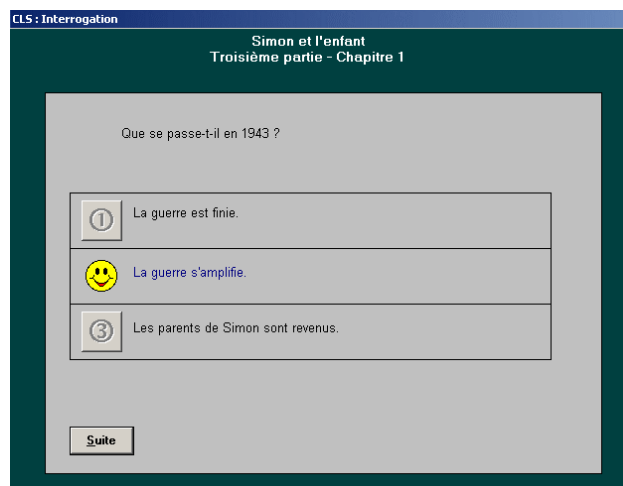 CLS : Interrogation
Simon et l'enfant
Troisième partie - Chapitre 1
Que se passe-t-il en 1943 ?
① La guerre est finie.
La guerre s'amplifie.
③ Les parents de Simon sont revenus.
Suite